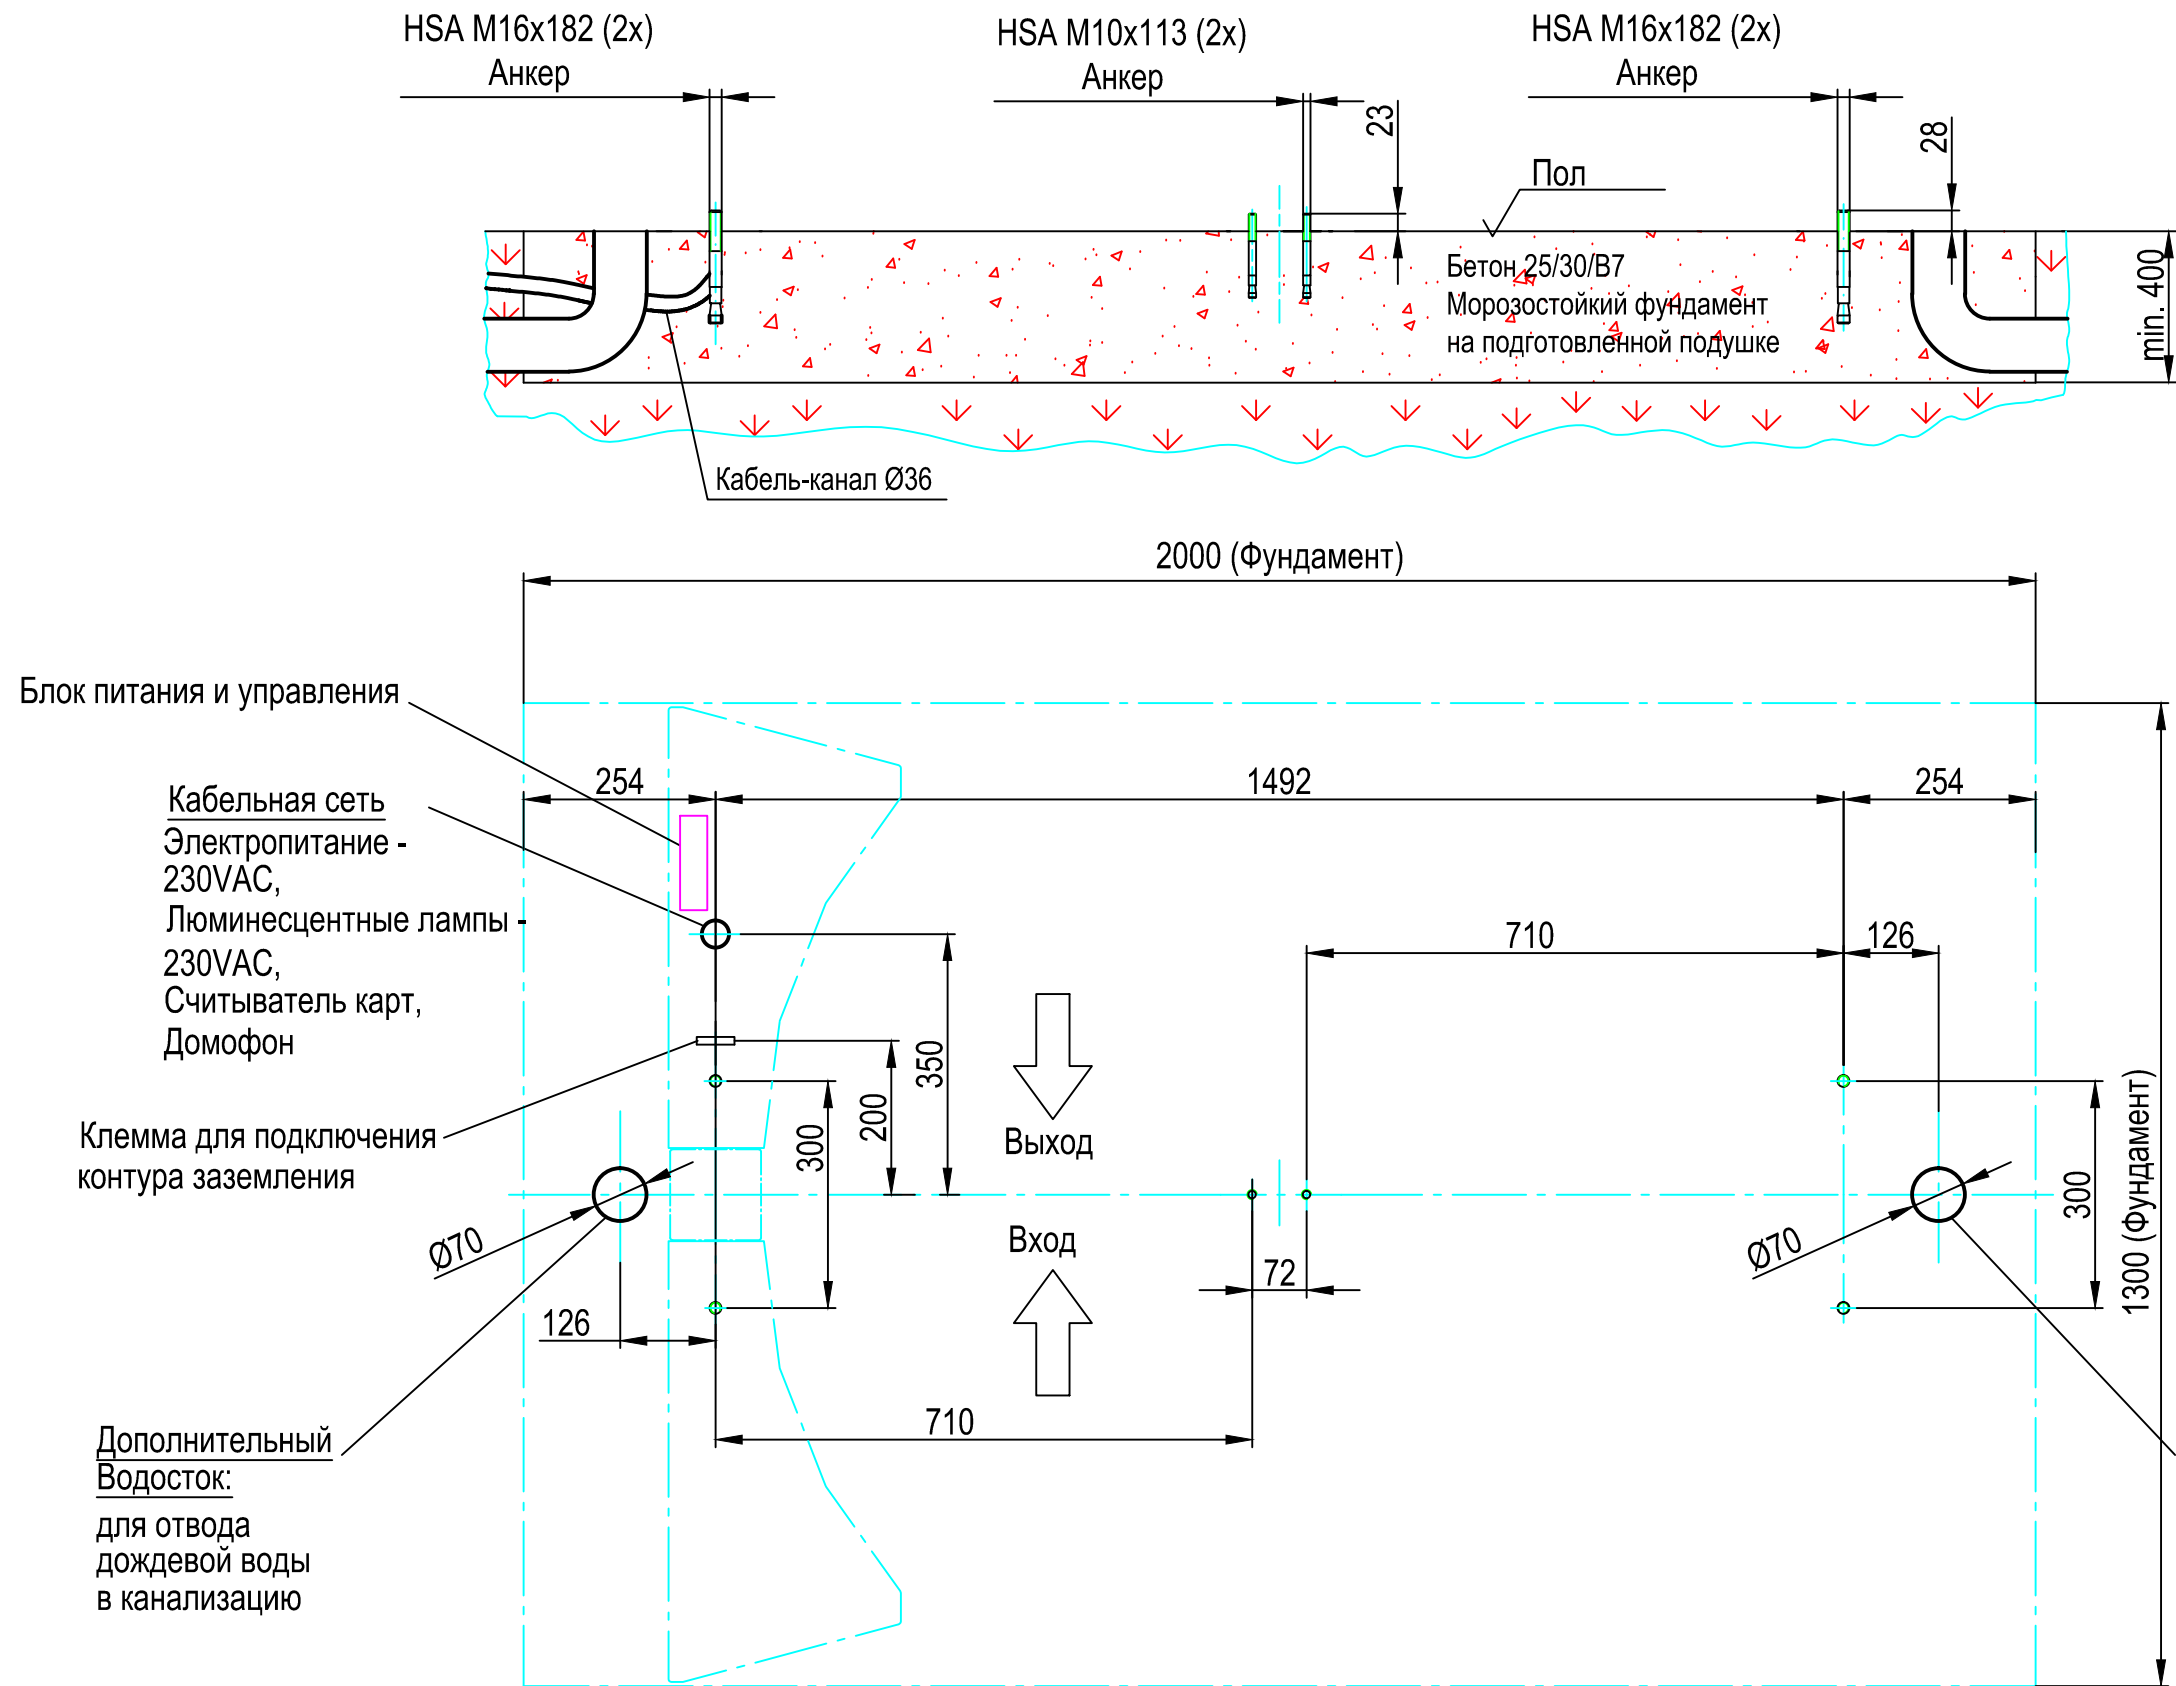 HSA M16x182 (2x)
Анкер
HSA M10x113 (2x)
Анкер
HSA M16x182 (2x)
Анкер
23
28
Пол
Бетон 25/30/B7
Морозостойкий фундамент
на подготовленной подушке
min. 400
Кабель-канал Ø36
2000 (Фундамент)
Блок питания и управления
254
1492
254
Кабельная сеть
Электропитание -
230VAC,
Люминесцентные лампы -
230VAC,
Считыватель карт,
Домофон
710
126
350
200
300
Выход
Клемма для подключения
контура заземления
Ø70
Вход
72
Ø70
300
1300 (Фундамент)
126
710
Дополнительный
Водосток:
для отвода
дождевой воды
в канализацию